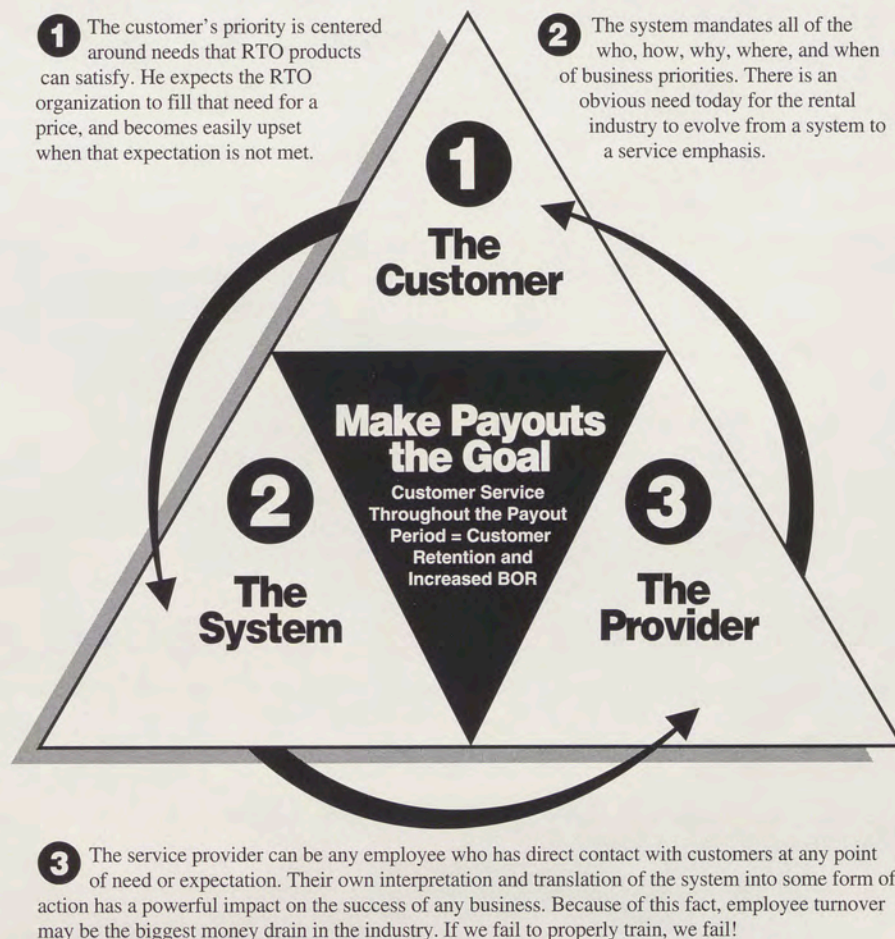 1 The customer's priority is centered
around needs that RTO products
can satisfy. He expects the RTO
organization to fill that need for a
price, and becomes easily upset
when that expectation is not met.
2 The system mandates all of the
who, how, why, where, and when
of business priorities. There is an
obvious need today for the rental
industry to evolve from a system to
a service emphasis.
1
The
Customer
Make Payouts
the Goal
Customer Service
Throughout the Payout
Period = Customer
Retention and
Increased BOR
2
The
System
3
The
Provider
3 The service provider can be any employee who has direct contact with customers at any point
of need or expectation. Their own interpretation and translation of the system into some form of
action has a powerful impact on the success of any business. Because of this fact, employee turnover
may be the biggest money drain in the industry. If we fail to properly train, we fail!